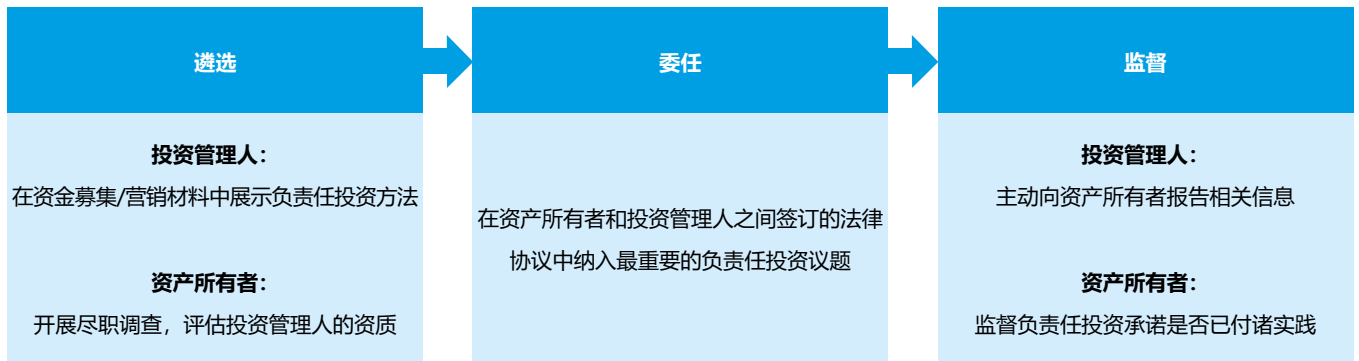 遴选
投资管理人：
在资金募集/营销材料中展示负责任投资方法
资产所有者：
开展尽职调查，评估投资管理人的资质
委任
在资产所有者和投资管理人之间签订的法律
协议中纳入最重要的负责任投资议题
监督
投资管理人：
主动向资产所有者报告相关信息
资产所有者：
监督负责任投资承诺是否已付诸实践